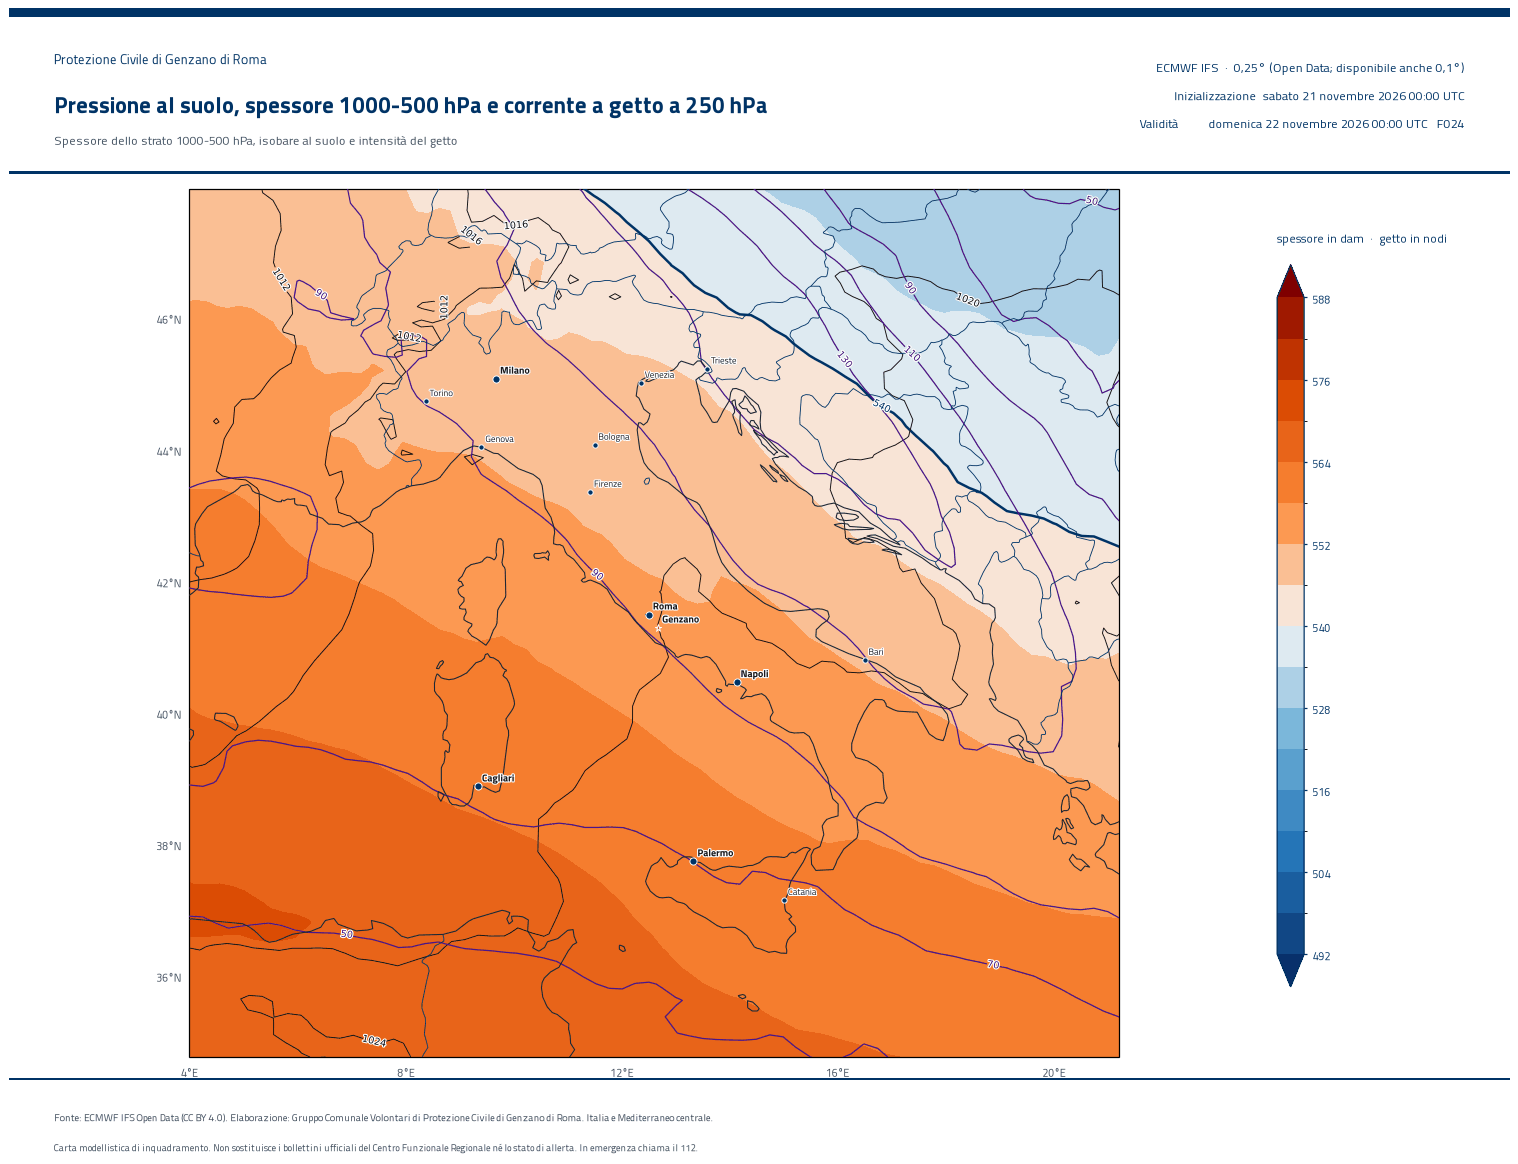 Protezione Civile di Genzano di Roma
Pressione al suolo, spessore 1000-500 hPa e corrente a getto a 250 hPa
Spessore dello strato 1000-500 hPa, isobare al suolo e intensità del getto
ECMWF IFS · 0,25° (Open Data; disponibile anche 0,1°)
Inizializzazione sabato 21 novembre 2026 00:00 UTC
Validità domenica 22 novembre 2026 00:00 UTC F024
spessore in dam · getto in nodi
588
576
564
552
540
528
516
504
492
46°N
44°N
42°N
40°N
38°N
36°N
4°E
8°E
12°E
16°E
20°E
50
1016
1016
1012
90
1012
1012
90
1020
130
110
540
90
50
70
1024
Milano
Torino
Venezia
Trieste
Genova
Bologna
Firenze
Roma
Genzano
Bari
Napoli
Cagliari
Palermo
Catania
Fonte: ECMWF IFS Open Data (CC BY 4.0). Elaborazione: Gruppo Comunale Volontari di Protezione Civile di Genzano di Roma. Italia e Mediterraneo centrale.
Carta modellistica di inquadramento. Non sostituisce i bollettini ufficiali del Centro Funzionale Regionale né lo stato di allerta. In emergenza chiama il 112.